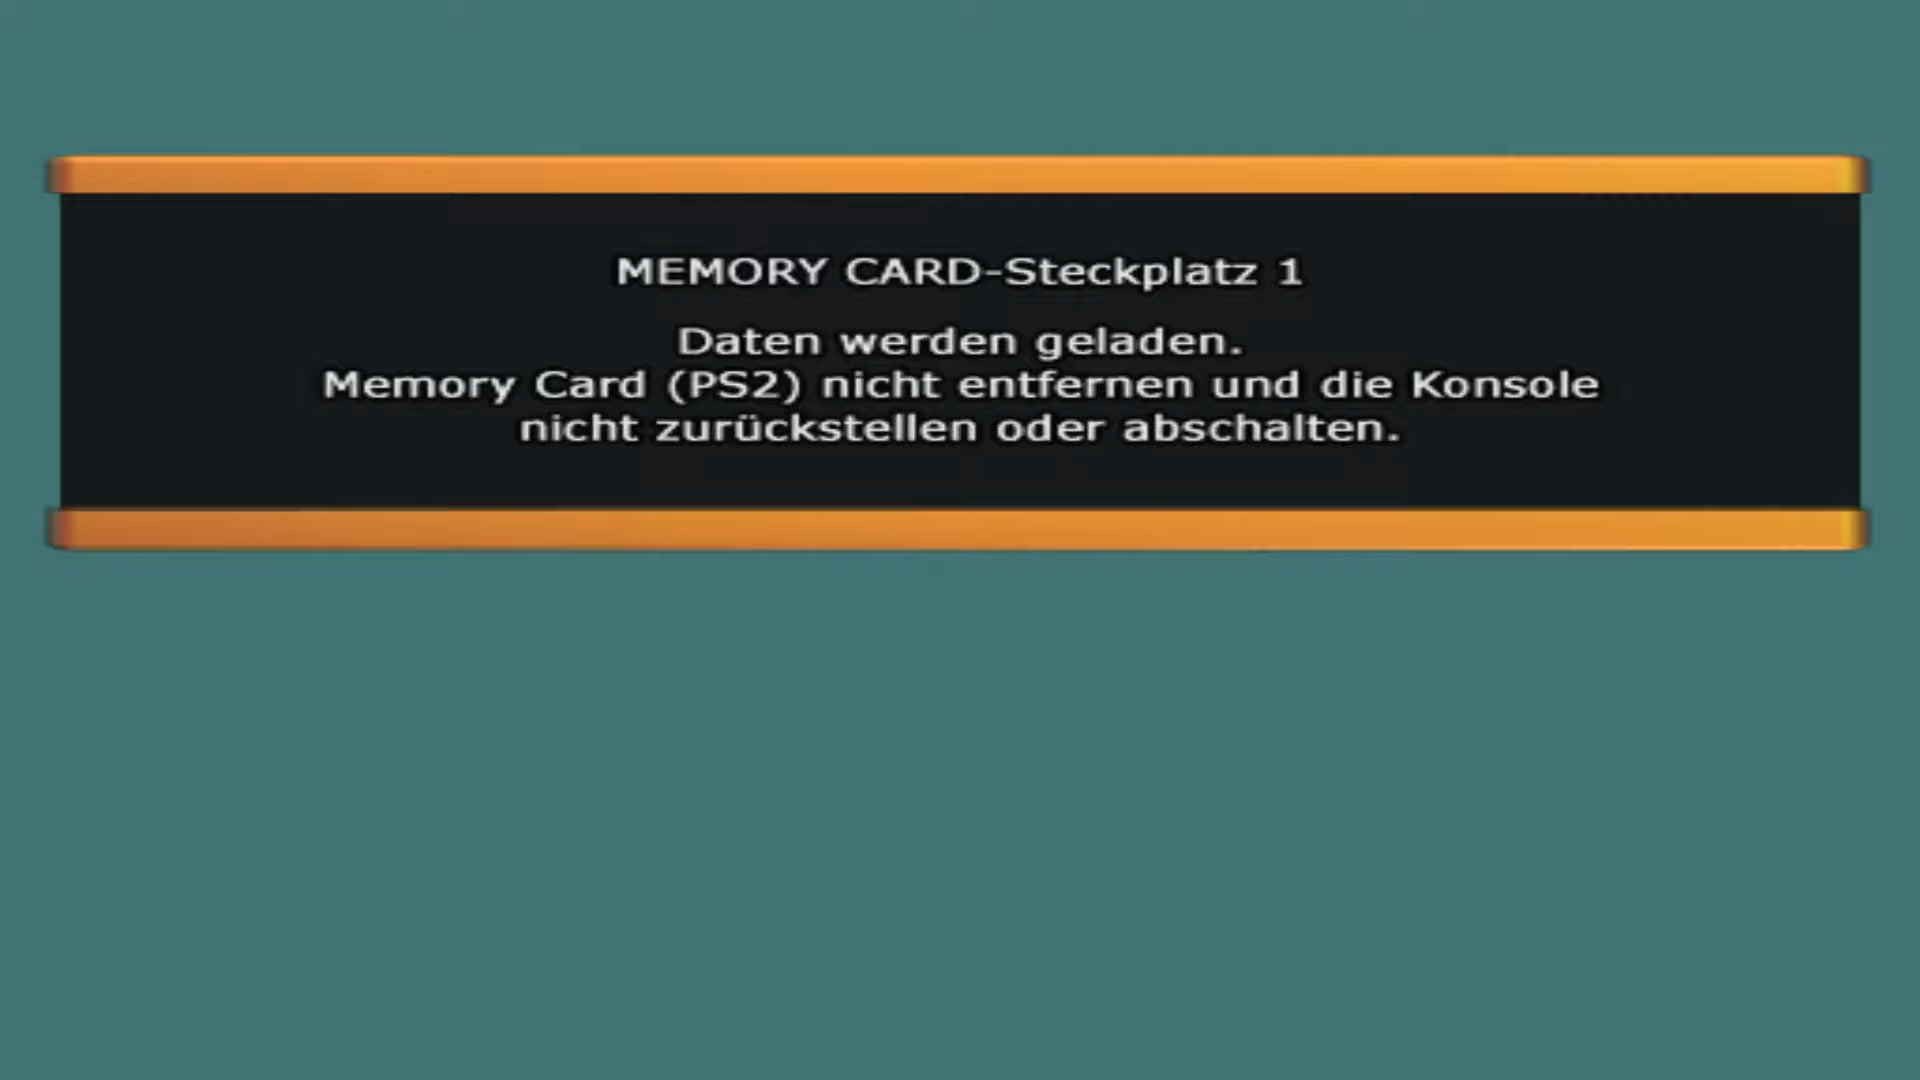 MEMORY CARD-Steckplatz 1
Daten werden geladen.
Memory Card (PS2) nicht entfernen und die Konsole
nicht zurückstellen oder abschalten.